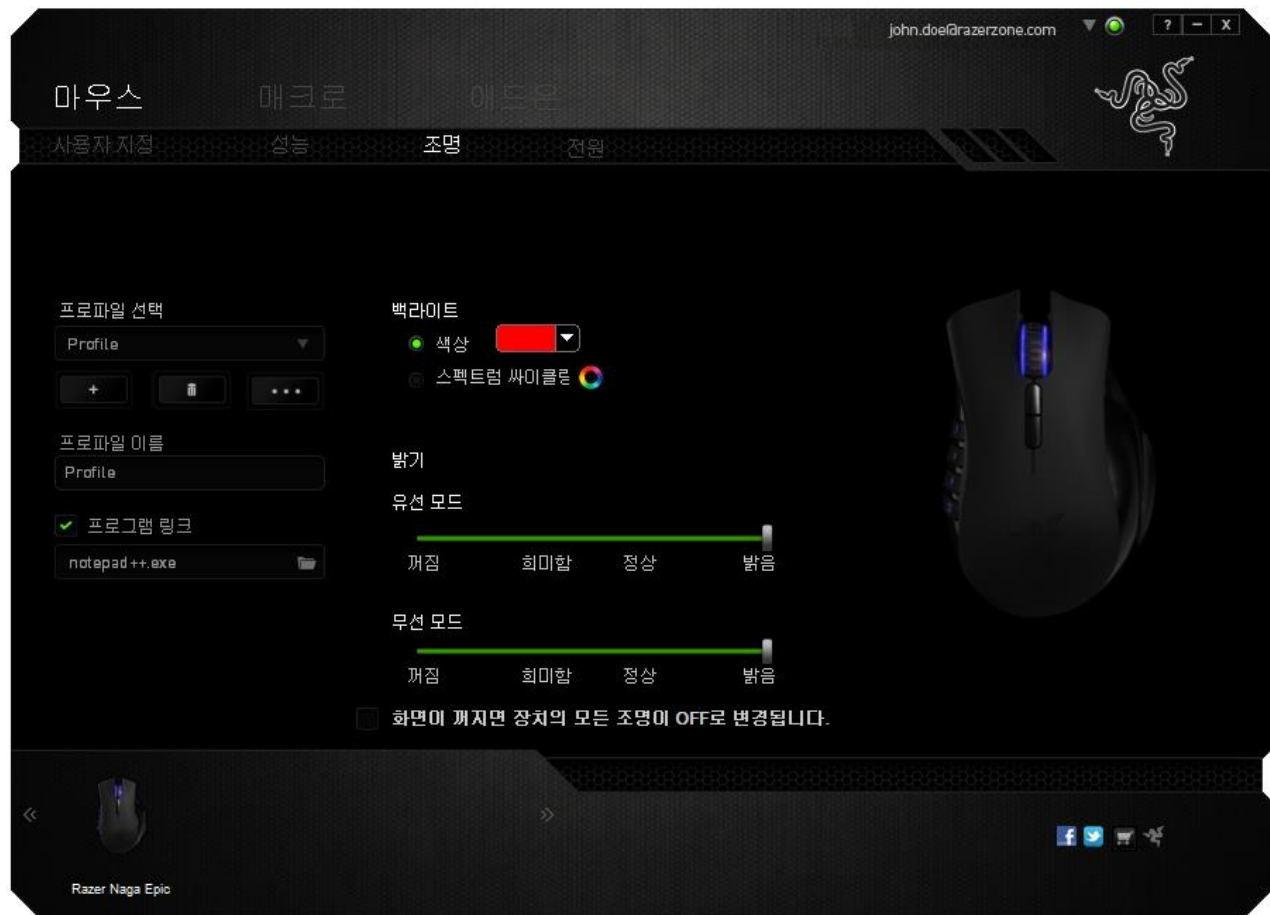 john.doe@razerzone.com
? - X
마우스 매크로 애드온
사용자 지정 성능 조명 전원
프로파일 선택
Profile
+ ...
프로파일 이름
Profile
프로그램 링크
notepad++.exe
백라이트
색상
스펙트럼 싸이클링
밝기
유선 모드
꺼짐 희미함 정상 밝음
무선 모드
꺼짐 희미함 정상 밝음
화면이 꺼지면 장치의 모든 조명이 OFF로 변경됩니다.
Razer Naga Epic